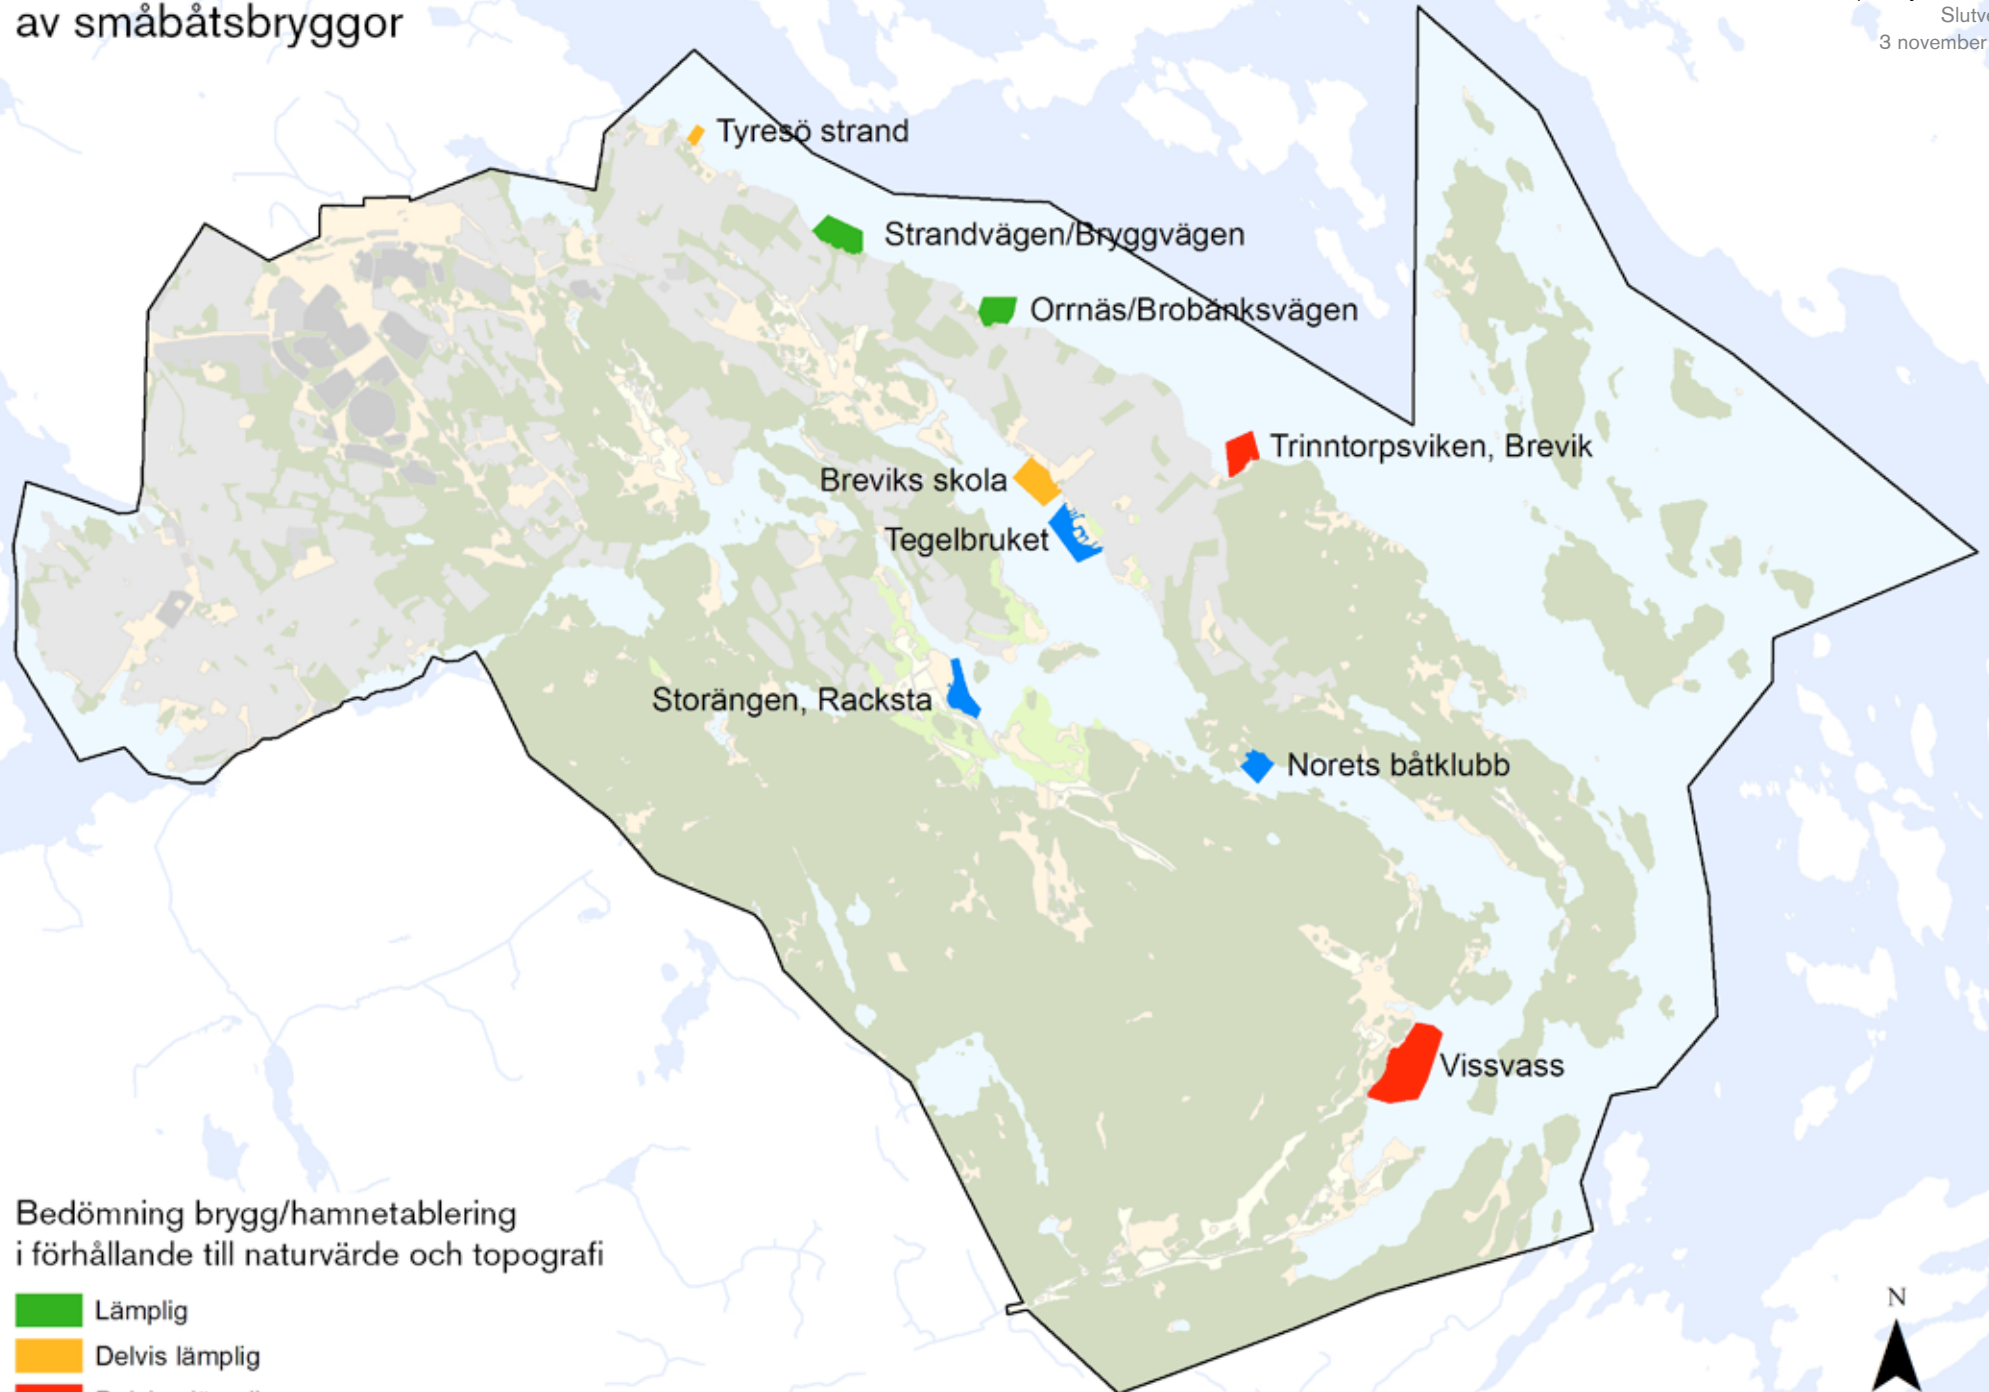 av småbåtsbryggor
Slutve
3 november
Tyresö strand
Strandvägen/Bryggvägen
Orrnäs/Brobänksvägen
Trinntorpsviken, Brevik
Breviks skola
Tegelbruket
Storängen, Racksta
Norets båtklubb
Vissvass
Bedömning brygg/hamnetablering
i förhållande till naturvärde och topografi
Lämplig
Delvis lämplig
N